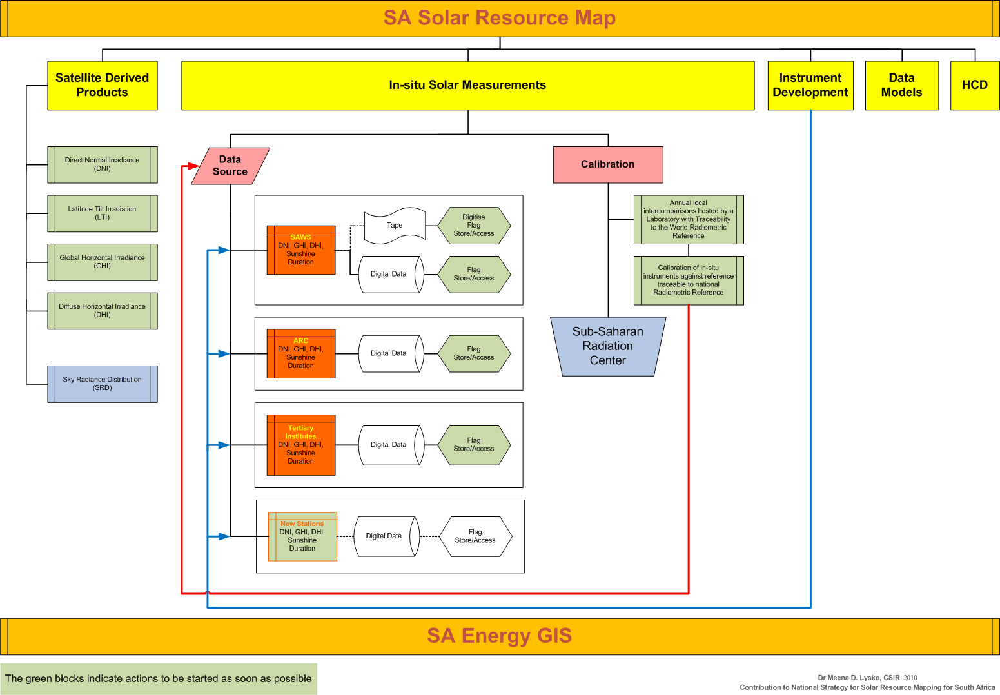 SA Solar Resource Map
Satellite Derived
Products
In-situ Solar Measurements
Instrument
Development
Data
Models
HCD
Direct Normal Irradiance
(DNI)
Latitude Tilt Irradiation
(LTI)
Global Horizontal Irradiance
(GHI)
Diffuse Horizontal Irradiance
(DHI)
Sky Radiance Distribution
(SRD)
Data
Source
SAWS
DNI, GHI, DHI,
Sunshine
Duration
Tape
Digitise
Flag
Store/Access
Digital Data
Flag
Store/Access
ARC
DNI, GHI, DHI,
Sunshine
Duration
Digital Data
Flag
Store/Access
Tertiary
Institutes
DNI, GHI, DHI,
Sunshine
Duration
Digital Data
Flag
Store/Access
New Stations
DNI, GHI, DHI,
Sunshine
Duration
Digital Data
Flag
Store/Access
Calibration
Annual local
intercomparisons hosted by a
Laboratory with Traceability
to the World Radiometric
Reference
Calibration of in-situ
instruments against reference
traceable to national
Radiometric Reference
Sub-Saharan
Radiation
Center
SA Energy GIS
The green blocks indicate actions to be started as soon as possible
Dr Meena D. Lysko, CSIR 2010
Contribution to National Strategy for Solar Resource Mapping for South Africa